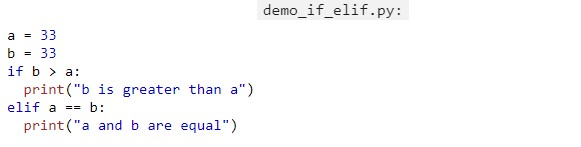 demo_if_elif.py:
a = 33
b = 33
if b > a:
  print("b is greater than a")
elif a == b:
  print("a and b are equal")